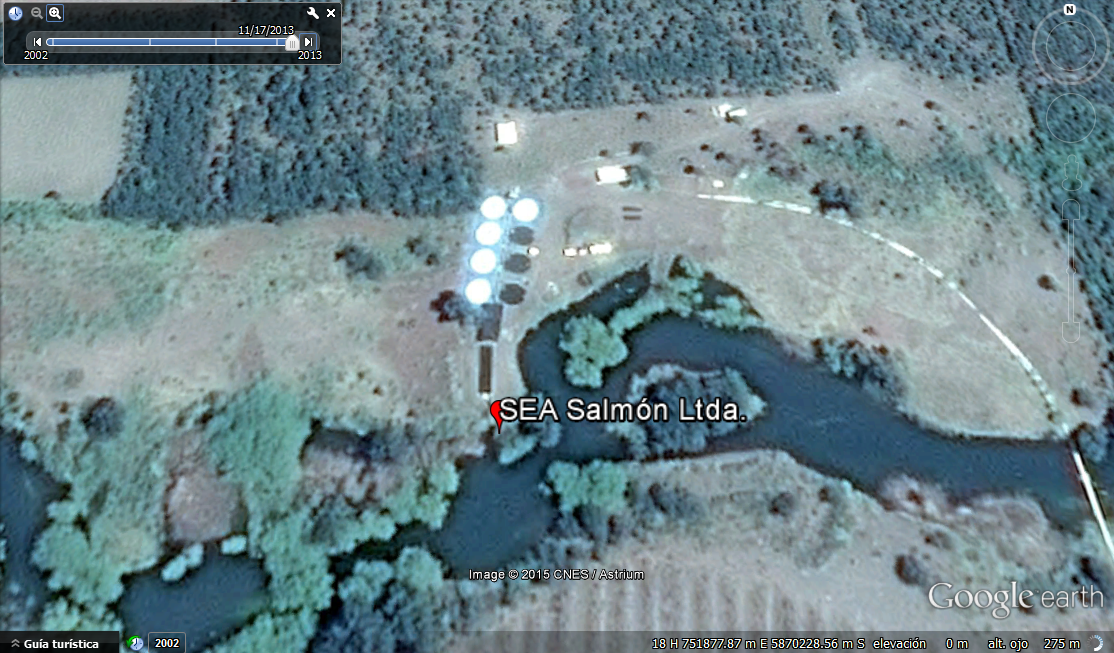 11/17/2013
2002
2013
N
SEA Salmón Ltda.
Image © 2015 CNES / Astrium
Google earth
Guía turística
2002
18 H 751877.87 m E 5870228.56 m S elevación 0 m alt. ojo 275 m